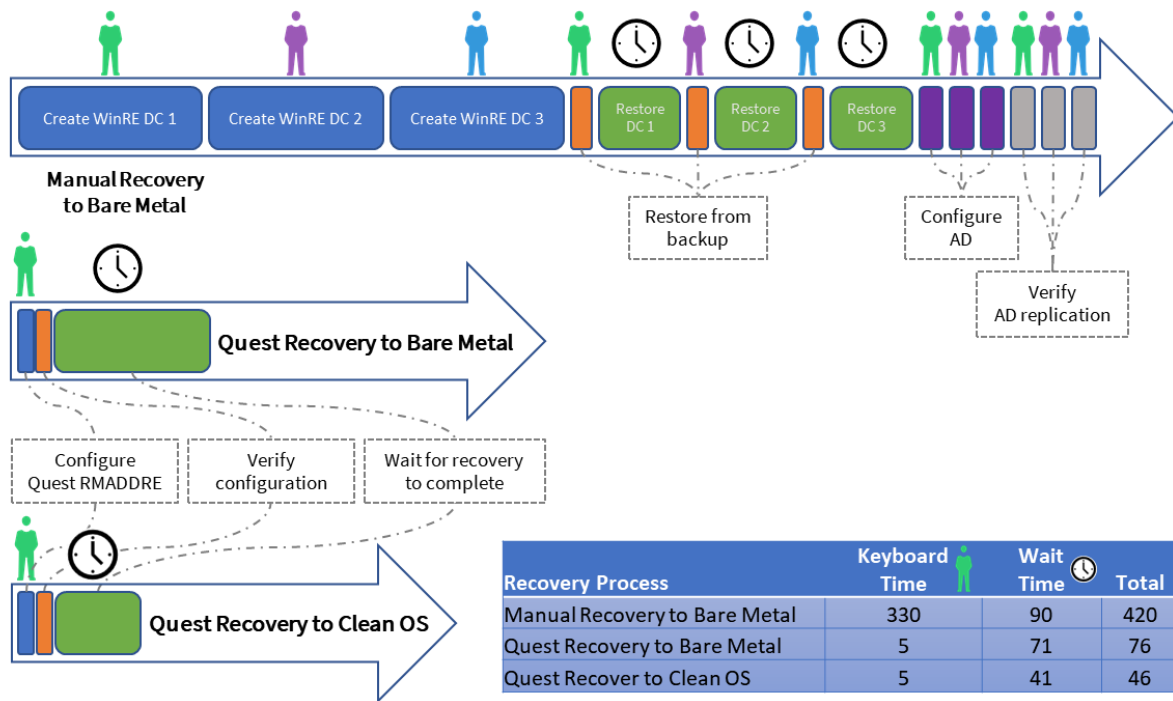 Create WinRE DC 1
Create WinRE DC 2
Create WinRE DC 3
Restore
DC 1
Restore
DC 2
Restore
DC 3
Manual Recovery
to Bare Metal
Restore from
backup
Configure
AD
Verify
AD replication
Quest Recovery to Bare Metal
Configure
Quest RMADDRE
Verify
configuration
Wait for recovery
to complete
Quest Recovery to Clean OS
Recovery Process Keyboard Time Wait Time Total
Manual Recovery to Bare Metal 330 90 420
Quest Recovery to Bare Metal 5 71 76
Quest Recover to Clean OS 5 41 46